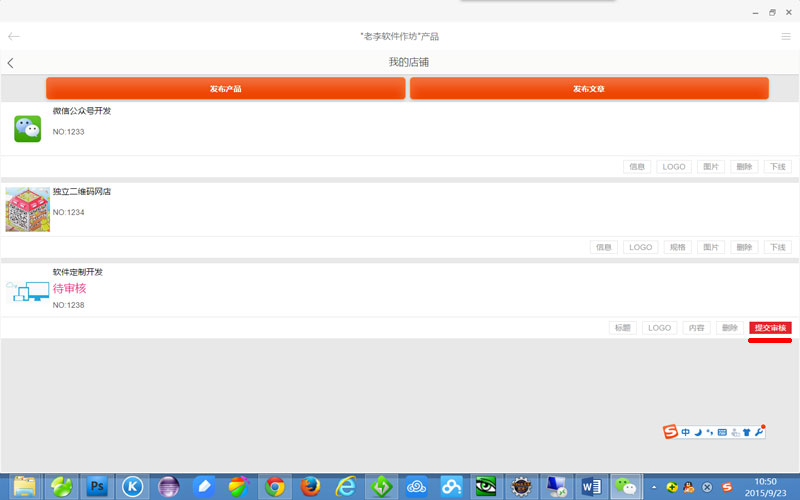 "老李软件作坊"产品
我的店铺
发布产品 发布文章
微信公众号开发
NO:1233
信息 LOGO 图片 删除 下线
独立二维码网店
NO:1234
信息 LOGO 规格 图片 删除 下线
软件定制开发
待审核
NO:1238
标题 LOGO 内容 删除 提交审核
中
10:50
2015/9/23